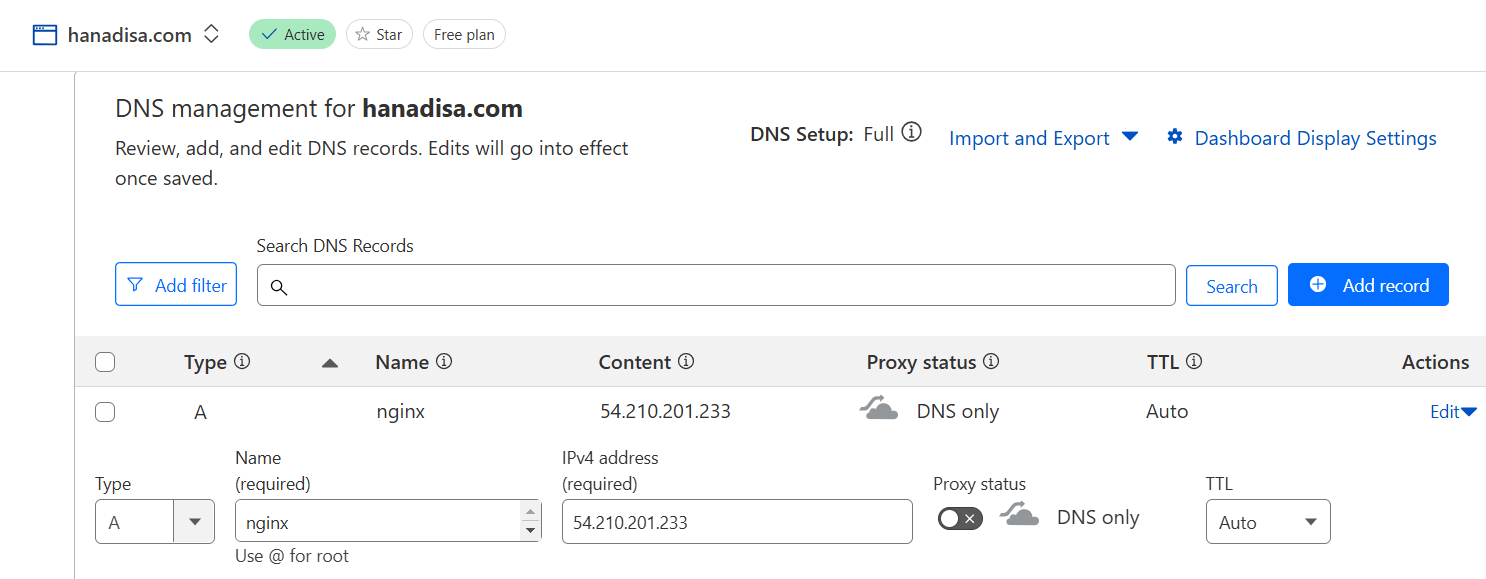 hanadisa.com Active Star Free plan
DNS management for hanadisa.com
Review, add, and edit DNS records. Edits will go into effect
once saved.
DNS Setup: Full Import and Export Dashboard Display Settings
Search DNS Records
Add filter Search Add record
Type Name Content Proxy status TTL Actions
A nginx 54.210.201.233 DNS only Auto Edit
Type
Name
(required)
IPv4 address
(required)
Proxy status
TTL
A nginx 54.210.201.233 DNS only Auto
Use @ for root